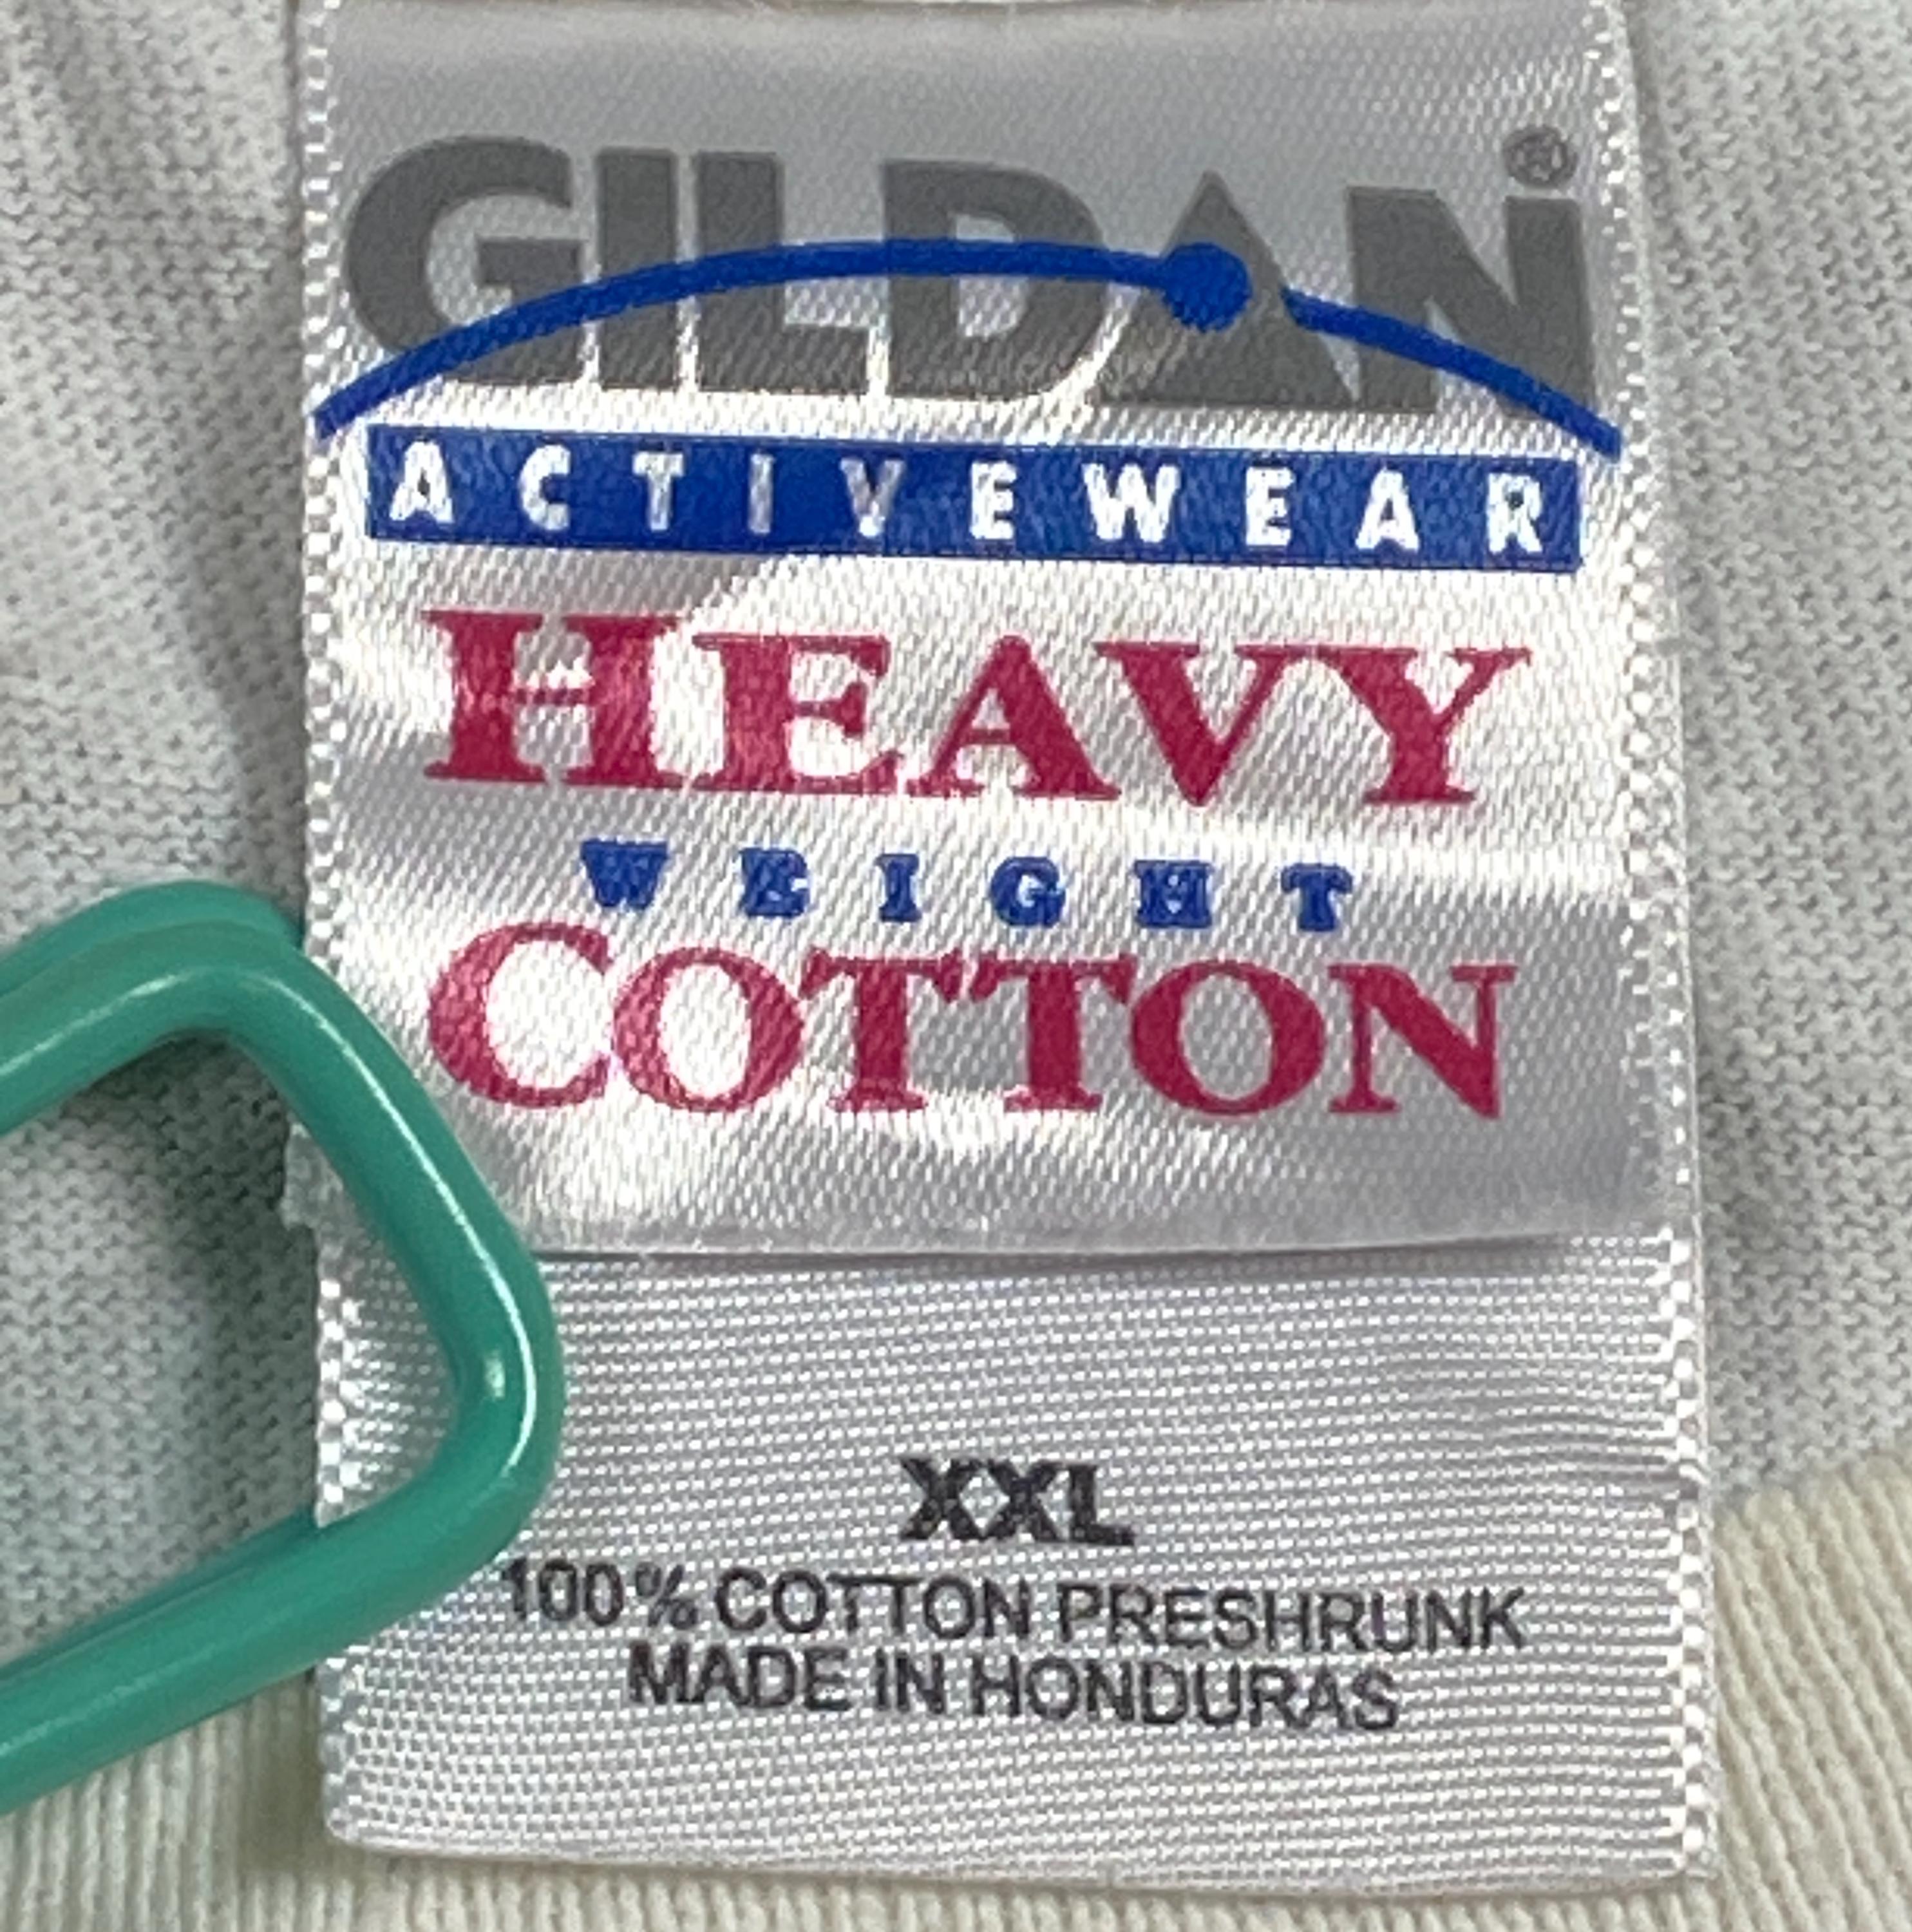 GILDAN®
ACTIVEWEAR
HEAVY
WEIGHT
COTTON
XXL
100% COTTON PRESHRUNK
MADE IN HONDURAS